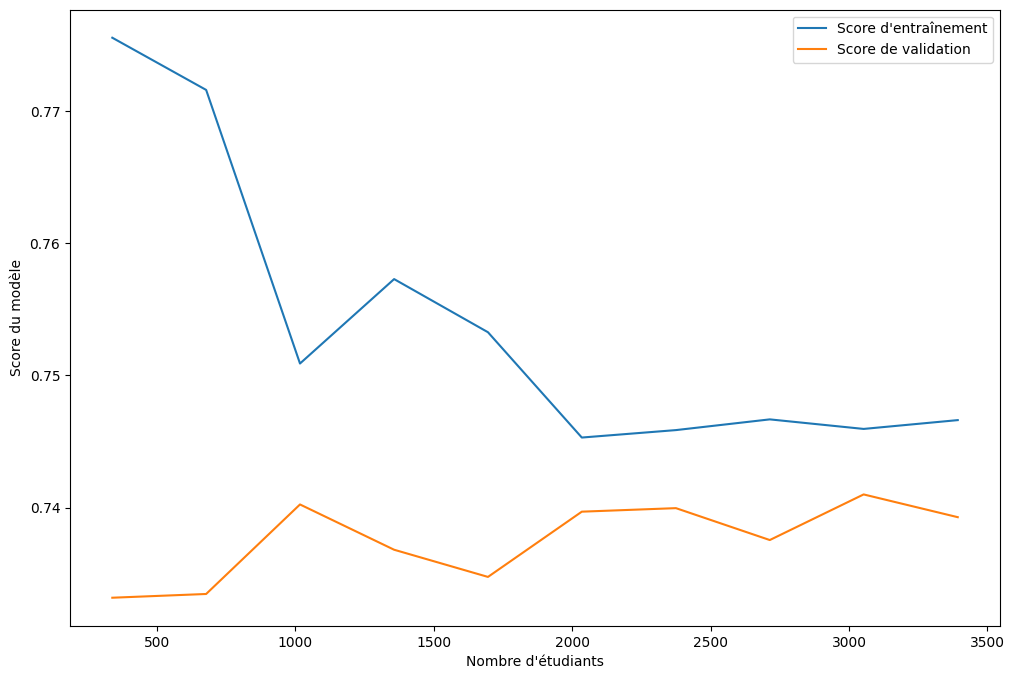 Score d'entraînement
Score de validation
0.77
0.76
0.75
0.74
Score du modèle
500
1000
1500
2000
2500
3000
3500
Nombre d'étudiants